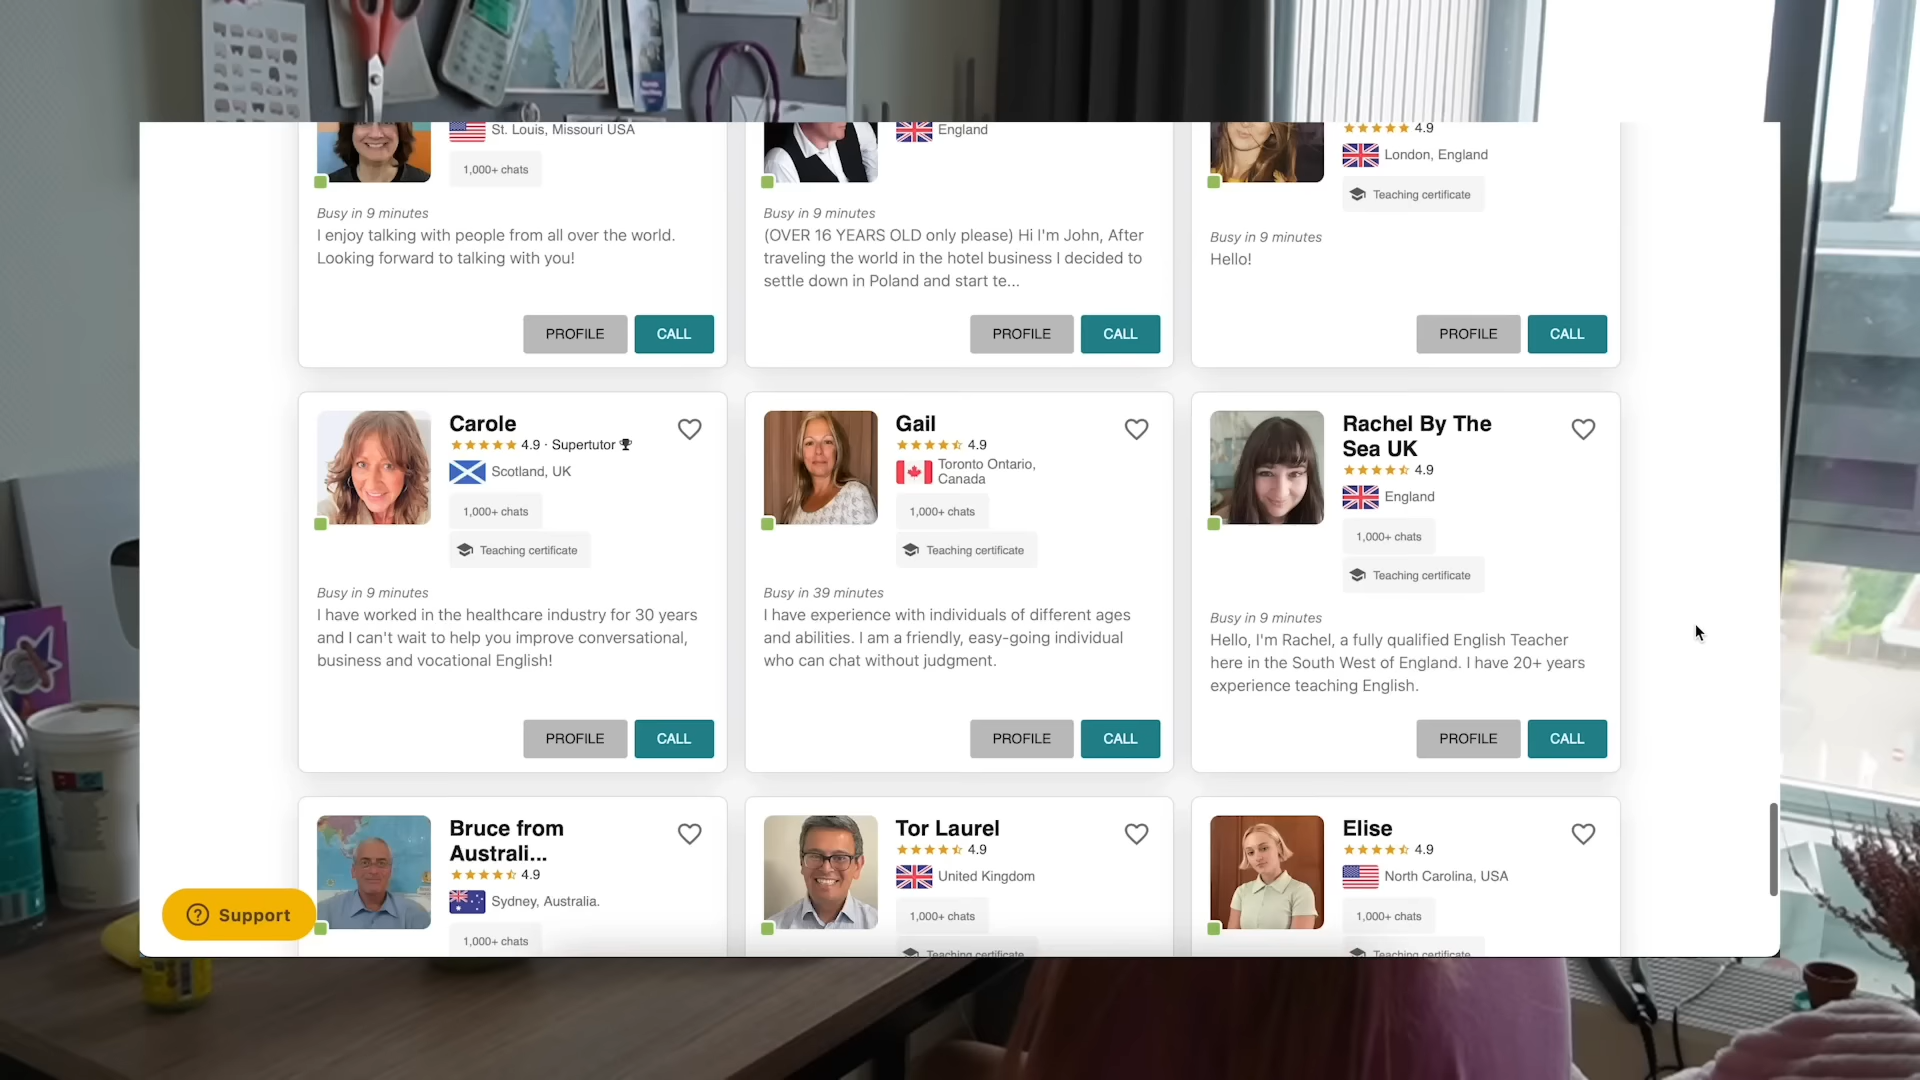 St. Louis, Missouri USA
1,000+ chats
Busy in 9 minutes
I enjoy talking with people from all over the world.
Looking forward to talking with you!
PROFILE
CALL
England
Busy in 9 minutes
(OVER 16 YEARS OLD only please) Hi I'm John, After
traveling the world in the hotel business I decided to
settle down in Poland and start te...
PROFILE
CALL
4.9
London, England
Teaching certificate
Busy in 9 minutes
Hello!
PROFILE
CALL
Carole
4.9 · Supertutor
Scotland, UK
1,000+ chats
Teaching certificate
Busy in 9 minutes
I have worked in the healthcare industry for 30 years
and I can't wait to help you improve conversational,
business and vocational English!
PROFILE
CALL
Gail
4.9
Toronto Ontario,
Canada
1,000+ chats
Teaching certificate
Busy in 39 minutes
I have experience with individuals of different ages
and abilities. I am a friendly, easy-going individual
who can chat without judgment.
PROFILE
CALL
Rachel By The
Sea UK
4.9
England
1,000+ chats
Teaching certificate
Busy in 9 minutes
Hello, I'm Rachel, a fully qualified English Teacher
here in the South West of England. I have 20+ years
experience teaching English.
PROFILE
CALL
Bruce from
Australi...
4.9
Sydney, Australia.
1,000+ chats
Tor Laurel
4.9
United Kingdom
1,000+ chats
Teaching certificate
Elise
4.9
North Carolina, USA
1,000+ chats
Teaching certificate
Support